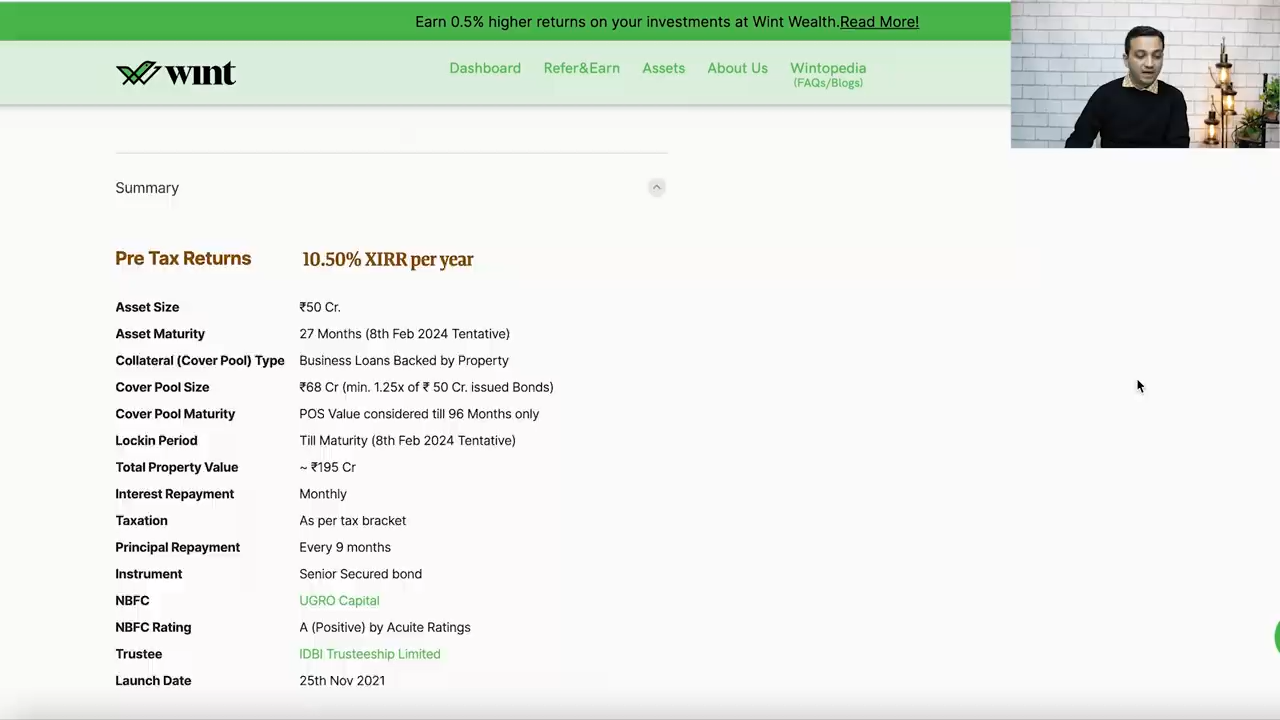 Earn 0.5% higher returns on your investments at Wint Wealth.Read More!
wint
Dashboard Refer&Earn Assets About Us Wintopedia
(FAQs/Blogs)
Summary
Pre Tax Returns 10.50% XIRR per year
Asset Size ₹50 Cr.
Asset Maturity 27 Months (8th Feb 2024 Tentative)
Collateral (Cover Pool) Type Business Loans Backed by Property
Cover Pool Size ₹68 Cr (min. 1.25x of ₹ 50 Cr. issued Bonds)
Cover Pool Maturity POS Value considered till 96 Months only
Lockin Period Till Maturity (8th Feb 2024 Tentative)
Total Property Value ~ ₹195 Cr
Interest Repayment Monthly
Taxation As per tax bracket
Principal Repayment Every 9 months
Instrument Senior Secured bond
NBFC UGRO Capital
NBFC Rating A (Positive) by Acuite Ratings
Trustee IDBI Trusteeship Limited
Launch Date 25th Nov 2021